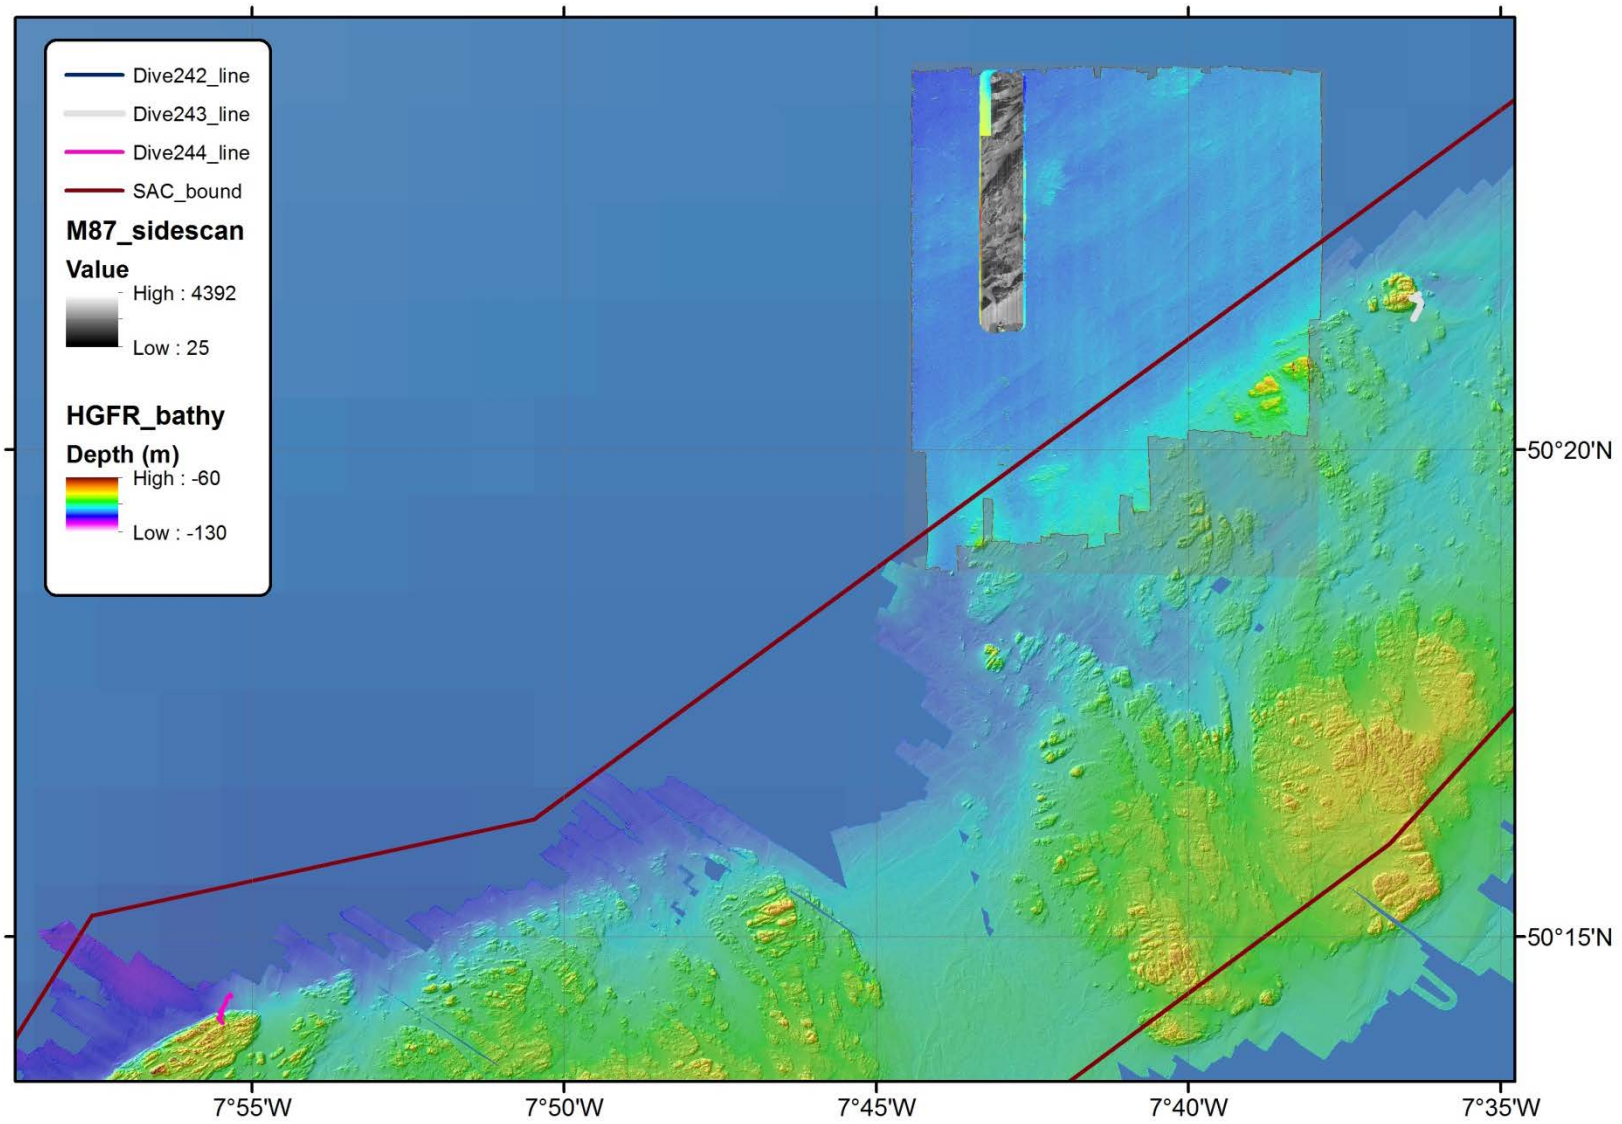 Dive242_line
Dive243_line
Dive244_line
SAC_bound
M87_sidescan
Value
High : 4392
Low : 25
HGFR_bathy
Depth (m)
High : -60
Low : -130
50°20'N
50°15'N
7°55'W
7°50'W
7°45'W
7°40'W
7°35'W